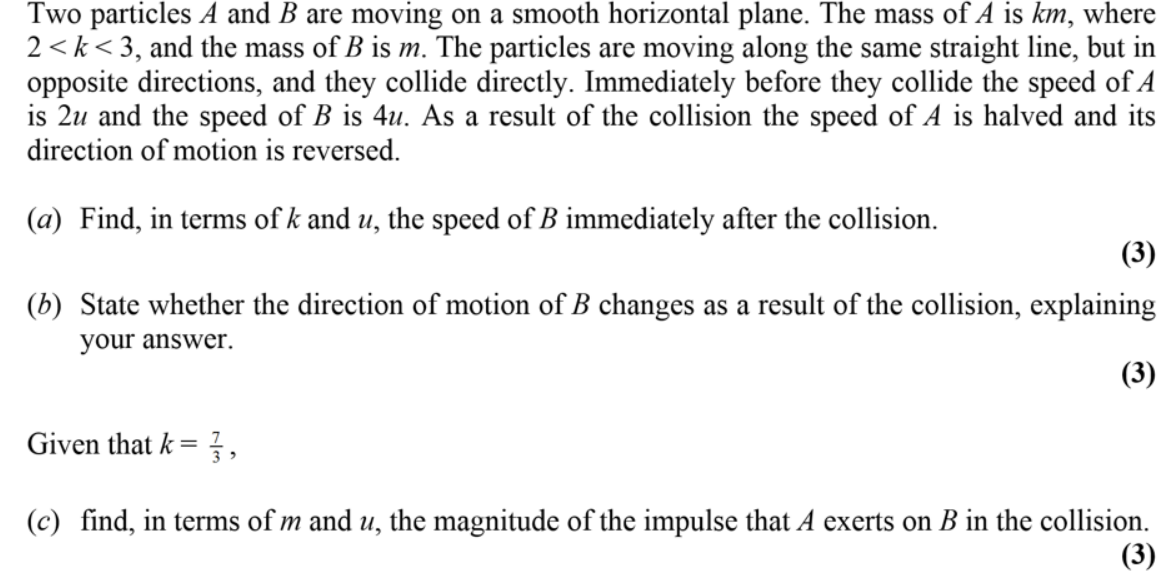 Two particles A and B are moving on a smooth horizontal plane. The mass of A is km, where
2 < k < 3, and the mass of B is m. The particles are moving along the same straight line, but in
opposite directions, and they collide directly. Immediately before they collide the speed of A
is 2u and the speed of B is 4u. As a result of the collision the speed of A is halved and its
direction of motion is reversed.
(a) Find, in terms of k and u, the speed of B immediately after the collision.
(3)
(b) State whether the direction of motion of B changes as a result of the collision, explaining
your answer.
(3)
Given that k = 7/3,
(c) find, in terms of m and u, the magnitude of the impulse that A exerts on B in the collision.
(3)